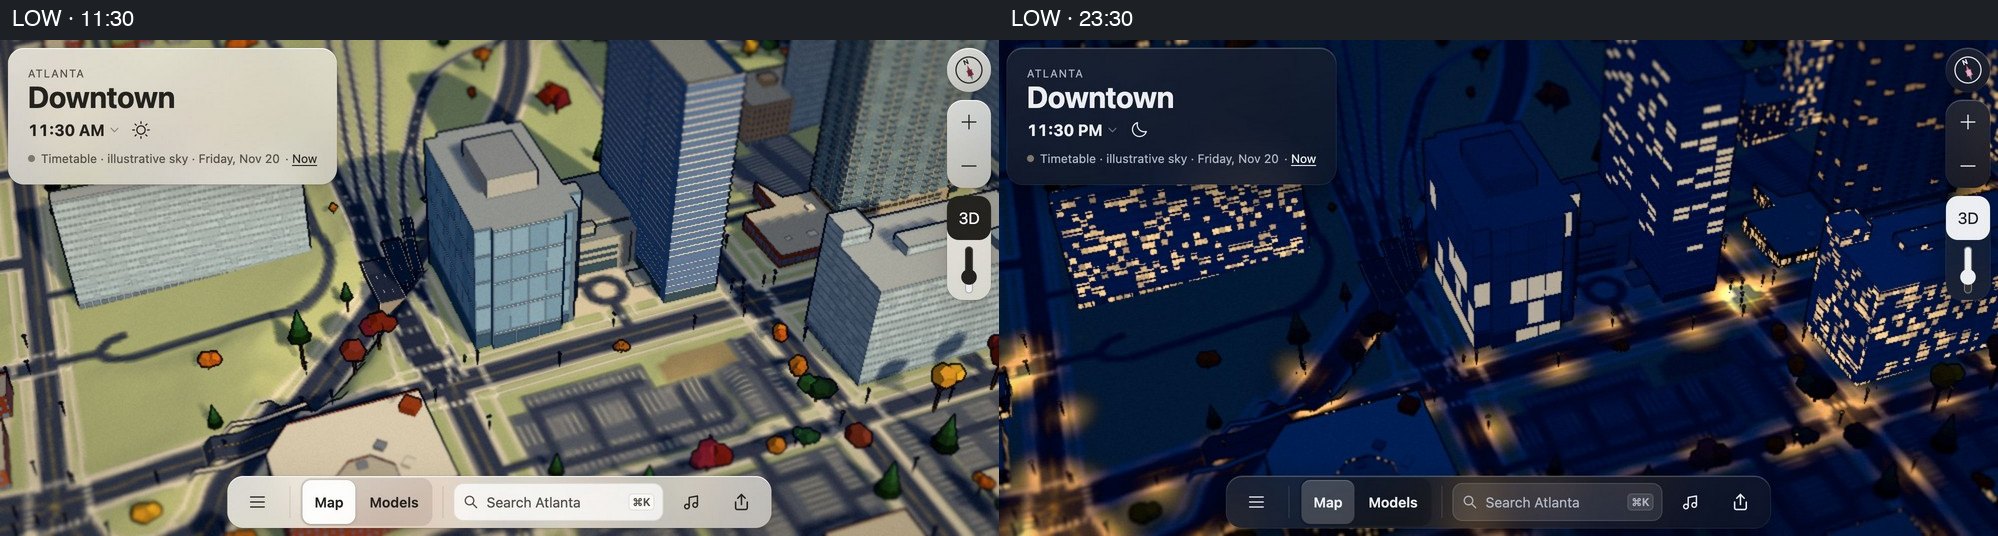 LOW · 11:30
ATLANTA
Downtown
11:30 AM
Timetable · illustrative sky · Friday, Nov 20 · Now
N
+
−
3D
Map
Models
Search Atlanta
⌘K
LOW · 23:30
ATLANTA
Downtown
11:30 PM
Timetable · illustrative sky · Friday, Nov 20 · Now
N
+
−
3D
Map
Models
Search Atlanta
⌘K